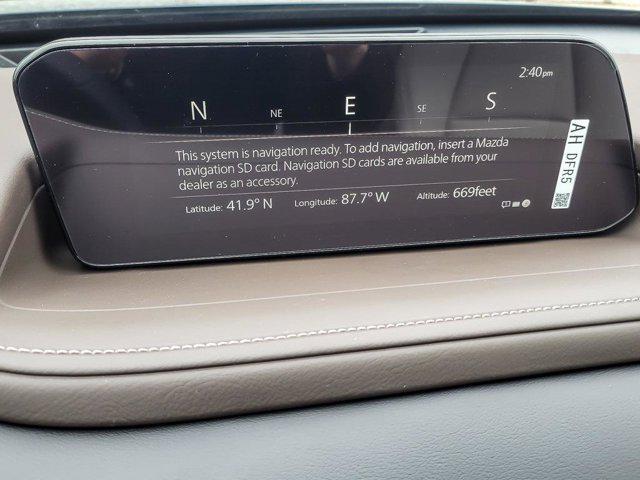 2:40pm
N NE E SE S
This system is navigation ready. To add navigation, insert a Mazda
navigation SD card. Navigation SD cards are available from your
dealer as an accessory.
Latitude: 41.9° N Longitude: 87.7° W Altitude: 669feet
AH DFR5